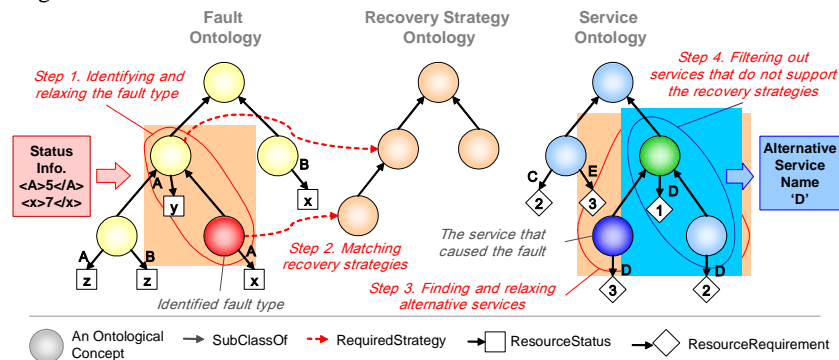 Fault
Ontology
Recovery Strategy
Ontology
Service
Ontology
Step 1. Identifying and
relaxing the fault type
Step 4. Filtering out
services that do not support
the recovery strategies
Status
Info.
<A>5</A>
<x>7</x>
A
B
y
x
C
E
D
2
3
1
Alternative
Service
Name
'D'
A
B
A
z
z
x
Step 2. Matching
recovery strategies
The service that
caused the fault
D
D
3
2
Identified fault type
Step 3. Finding and relaxing
alternative services
An Ontological
Concept
SubClassOf
RequiredStrategy
ResourceStatus
ResourceRequirement